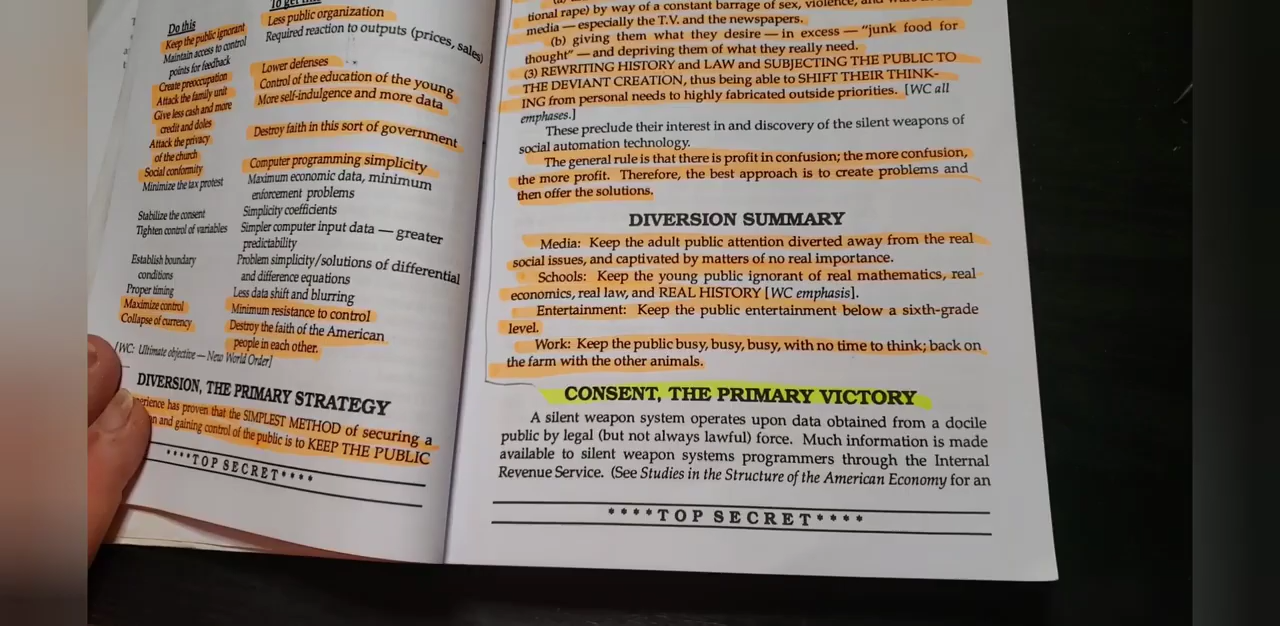 Do this
Keep the public ignorant
Maintain access to control
points for feedback
Create preoccupation
Attack the family unit
Give less cash and more
credit and doles
Attack the privacy
of the church
Social conformity
Minimize the tax protest
Stabilize the consent
Tighten control of variables
Establish boundary
conditions
Proper timing
Maximize control
Collapse of currency
To get this
Less public organization
Required reaction to outputs (prices, sales)
Lower defenses
Control of the education of the young
More self-indulgence and more data
Destroy faith in this sort of government
Computer programming simplicity
Maximum economic data, minimum
enforcement problems
Simplicity coefficients
Simpler computer input data — greater
predictability
Problem simplicity/solutions of differential
and difference equations
Less data shift and blurring
Minimum resistance to control
Destroy the faith of the American
people in each other.
[WC: Ultimate objective — New World Order]
DIVERSION, THE PRIMARY STRATEGY
has proven that the SIMPLEST METHOD of securing a
and gaining control of the public is to KEEP THE PUBLIC
****TOP SECRET****
tional rape) by way of a constant barrage of sex, violence, and
media — especially the T.V. and the newspapers.
(b) giving them what they desire — in excess — “junk food for
thought” — and depriving them of what they really need.
(3) REWRITING HISTORY and LAW and SUBJECTING THE PUBLIC TO
THE DEVIANT CREATION, thus being able to SHIFT THEIR THINK-
ING from personal needs to highly fabricated outside priorities. [WC all
emphases.]
These preclude their interest in and discovery of the silent weapons of
social automation technology.
The general rule is that there is profit in confusion; the more confusion,
the more profit. Therefore, the best approach is to create problems and
then offer the solutions.
DIVERSION SUMMARY
Media: Keep the adult public attention diverted away from the real
social issues, and captivated by matters of no real importance.
Schools: Keep the young public ignorant of real mathematics, real
economics, real law, and REAL HISTORY [WC emphasis].
Entertainment: Keep the public entertainment below a sixth-grade
level.
Work: Keep the public busy, busy, busy, with no time to think; back on
the farm with the other animals.
CONSENT, THE PRIMARY VICTORY
A silent weapon system operates upon data obtained from a docile
public by legal (but not always lawful) force. Much information is made
available to silent weapon systems programmers through the Internal
Revenue Service. (See Studies in the Structure of the American Economy for an
****TOP SECRET****